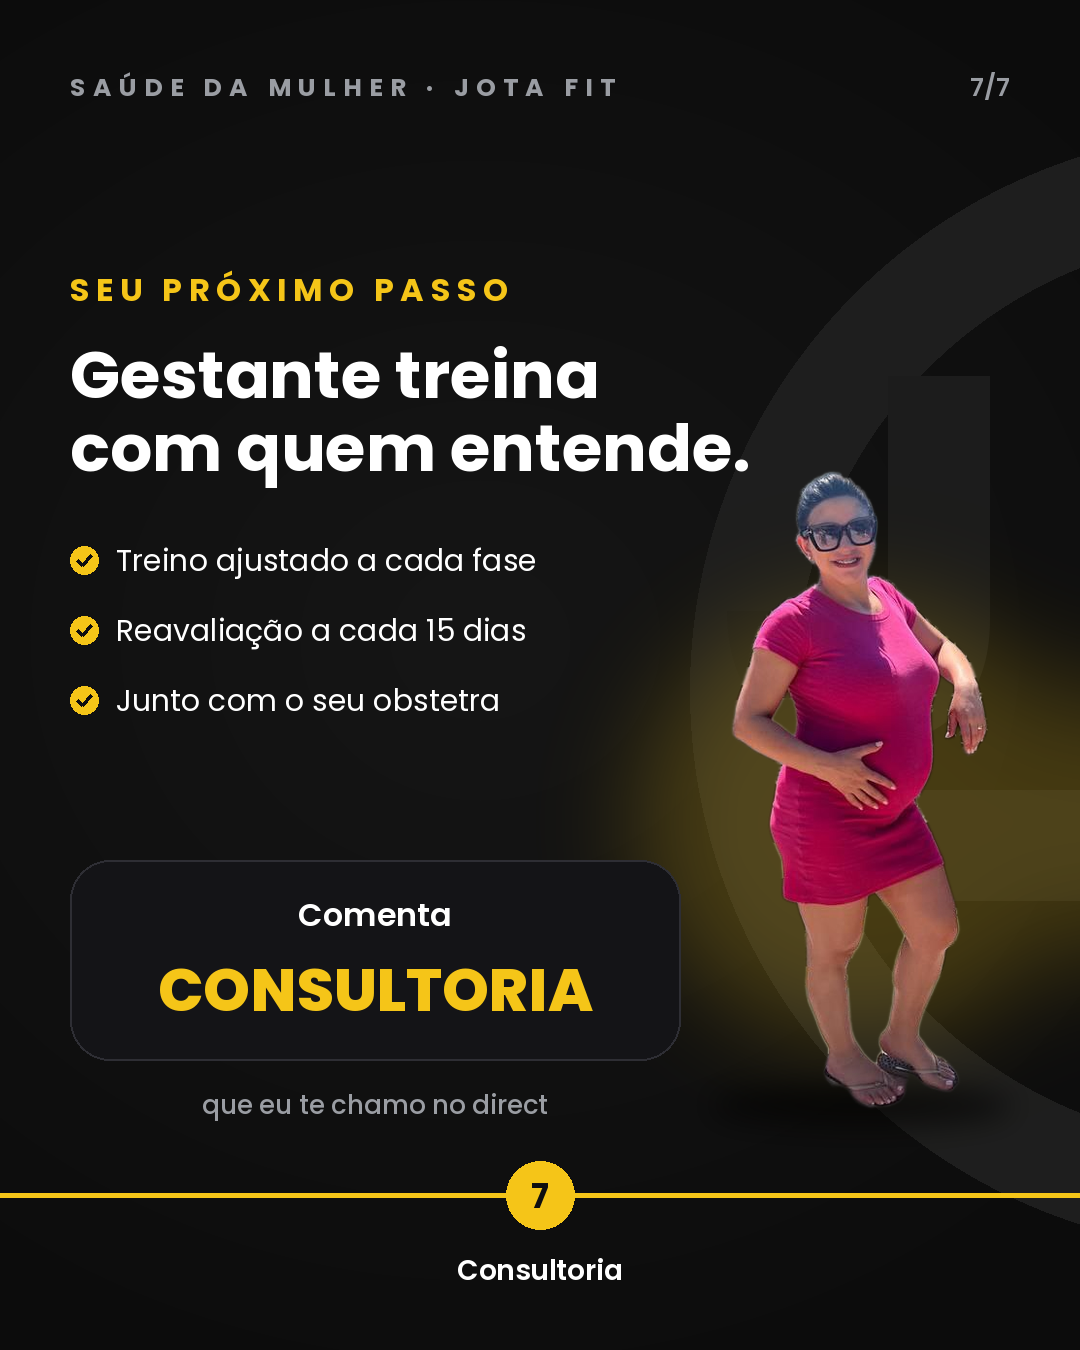 SAÚDE DA MULHER · JOTA FIT
7/7
SEU PRÓXIMO PASSO
Gestante treina
com quem entende.
Treino ajustado a cada fase
Reavaliação a cada 15 dias
Junto com o seu obstetra
Comenta
CONSULTORIA
que eu te chamo no direct
7
Consultoria